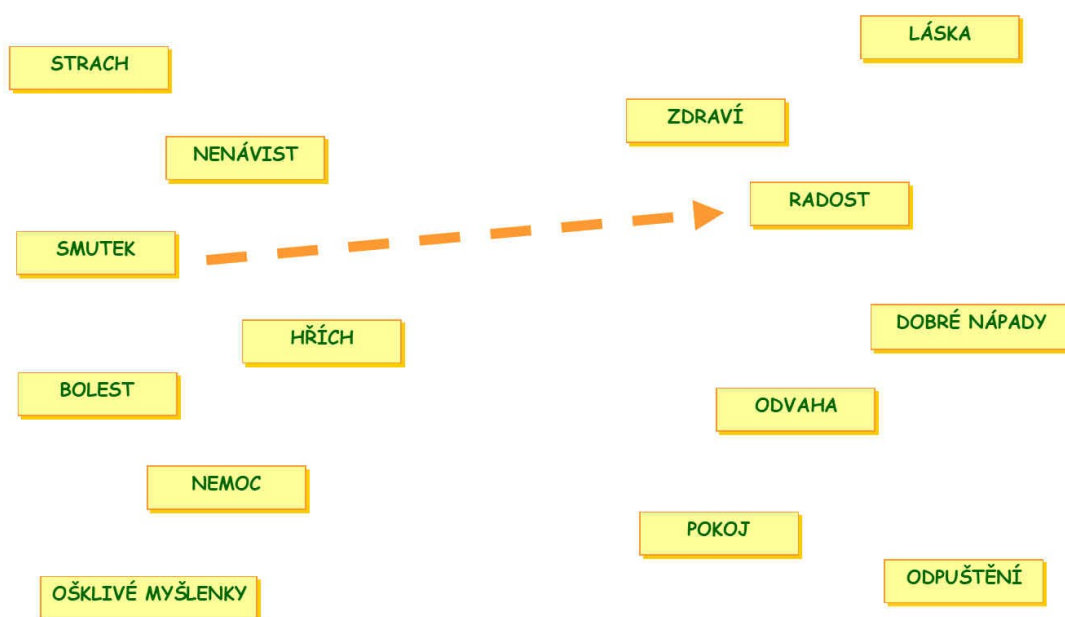 STRACH
NENÁVIST
SMUTEK
HŘÍCH
BOLEST
NEMOC
OŠKLIVÉ MYŠLENKY
LÁSKA
ZDRAVÍ
RADOST
DOBRÉ NÁPADY
ODVAHA
POKOJ
ODPUŠTĚNÍ